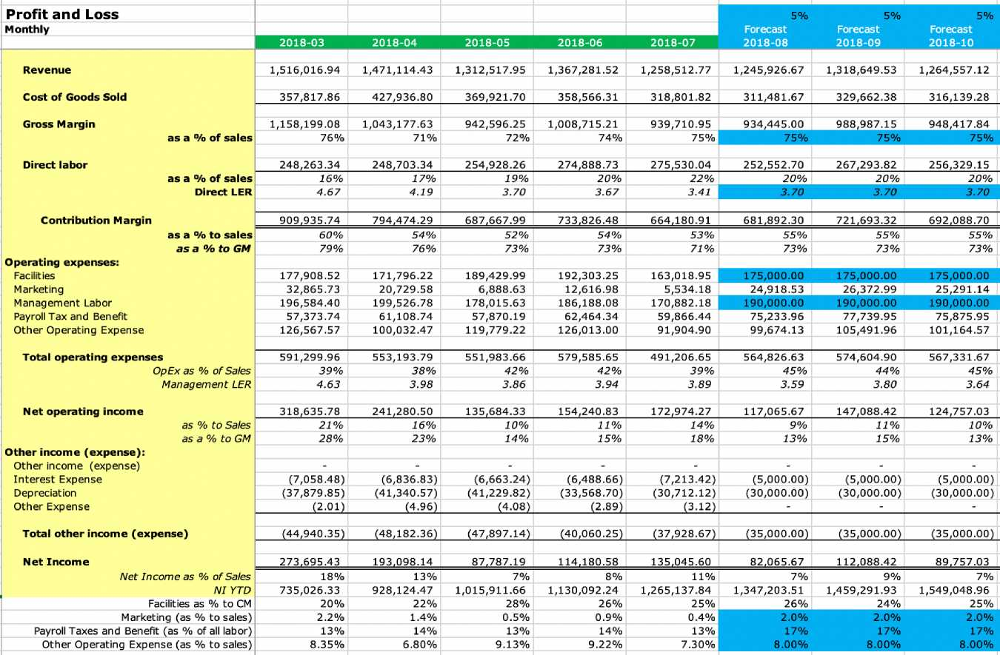 Profit and Loss 5% 5% 5%
Monthly Forecast Forecast Forecast
2018-03 2018-04 2018-05 2018-06 2018-07 2018-08 2018-09 2018-10
Revenue 1,516,016.94 1,471,114.43 1,312,517.95 1,367,281.52 1,258,512.77 1,245,926.67 1,318,649.53 1,264,557.12
Cost of Goods Sold 357,817.86 427,936.80 369,921.70 358,566.31 318,801.82 311,481.67 329,662.38 316,139.28
Gross Margin 1,158,199.08 1,043,177.63 942,596.25 1,008,715.21 939,710.95 934,445.00 988,987.15 948,417.84
as a % of sales 76% 71% 72% 74% 75% 75% 75% 75%
Direct labor 248,263.34 248,703.34 254,928.26 274,888.73 275,530.04 252,552.70 267,293.82 256,329.15
as a % of sales 16% 17% 19% 20% 22% 20% 20% 20%
Direct LER 4.67 4.19 3.70 3.67 3.41 3.70 3.70 3.70
Contribution Margin 909,935.74 794,474.29 687,667.99 733,826.48 664,180.91 681,892.30 721,693.32 692,088.70
as a % to sales 60% 54% 52% 54% 53% 55% 55% 55%
as a % to GM 79% 76% 73% 73% 71% 73% 73% 73%
Operating expenses:
Facilities 177,908.52 171,796.22 189,429.99 192,303.25 163,018.95 175,000.00 175,000.00 175,000.00
Marketing 32,865.73 20,729.58 6,888.63 12,616.98 5,534.18 24,918.53 26,372.99 25,291.14
Management Labor 196,584.40 199,526.78 178,015.63 186,188.08 170,882.18 190,000.00 190,000.00 190,000.00
Payroll Tax and Benefit 57,373.74 61,108.74 57,870.19 62,464.34 59,866.44 75,233.96 77,739.95 75,875.95
Other Operating Expense 126,567.57 100,032.47 119,779.22 126,013.00 91,904.90 99,674.13 105,491.96 101,164.57
Total operating expenses 591,299.96 553,193.79 551,983.66 579,585.65 491,206.65 564,826.63 574,604.90 567,331.67
OpEx as % of Sales 39% 38% 42% 42% 39% 45% 44% 45%
Management LER 4.63 3.98 3.86 3.94 3.89 3.59 3.80 3.64
Net operating income 318,635.78 241,280.50 135,684.33 154,240.83 172,974.27 117,065.67 147,088.42 124,757.03
as % to Sales 21% 16% 10% 11% 14% 9% 11% 10%
as a % to GM 28% 23% 14% 15% 18% 13% 15% 13%
Other income (expense):
Other income (expense) - - - - - - - -
Interest Expense (7,058.48) (6,836.83) (6,663.24) (6,488.66) (7,213.42) (5,000.00) (5,000.00) (5,000.00)
Depreciation (37,879.85) (41,340.57) (41,229.82) (33,568.70) (30,712.12) (30,000.00) (30,000.00) (30,000.00)
Other Expense (2.01) (4.96) (4.08) (2.89) (3.12) - - -
Total other income (expense) (44,940.35) (48,182.36) (47,897.14) (40,060.25) (37,928.67) (35,000.00) (35,000.00) (35,000.00)
Net Income 273,695.43 193,098.14 87,787.19 114,180.58 135,045.60 82,065.67 112,088.42 89,757.03
Net Income as % of Sales 18% 13% 7% 8% 11% 7% 9% 7%
NI YTD 735,026.33 928,124.47 1,015,911.66 1,130,092.24 1,265,137.84 1,347,203.51 1,459,291.93 1,549,048.96
Facilities as % to CM 20% 22% 28% 26% 25% 26% 24% 25%
Marketing (as % to sales) 2.2% 1.4% 0.5% 0.9% 0.4% 2.0% 2.0% 2.0%
Payroll Taxes and Benefit (as % of all labor) 13% 14% 13% 14% 13% 17% 17% 17%
Other Operating Expense (as % to sales) 8.35% 6.80% 9.13% 9.22% 7.30% 8.00% 8.00% 8.00%